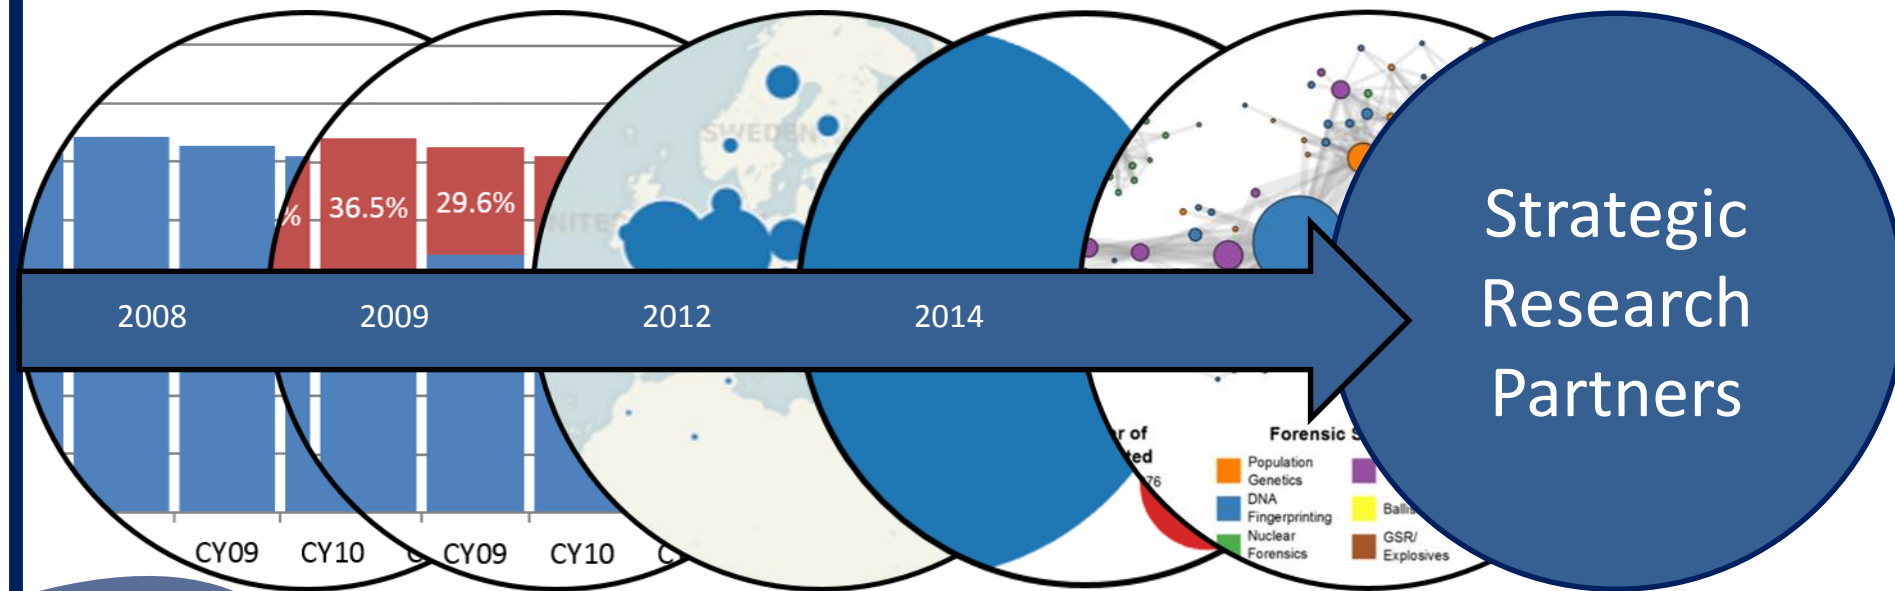 SWEDEN
36.5%
29.6%
%
2008
2009
2012
2014
Strategic
Research
Partners
Forensic
76
Population
Genetics
DNA
Fingerprinting
Nuclear
Forensics
GSR/
Explosives
CY09
CY10
CY09
CY10